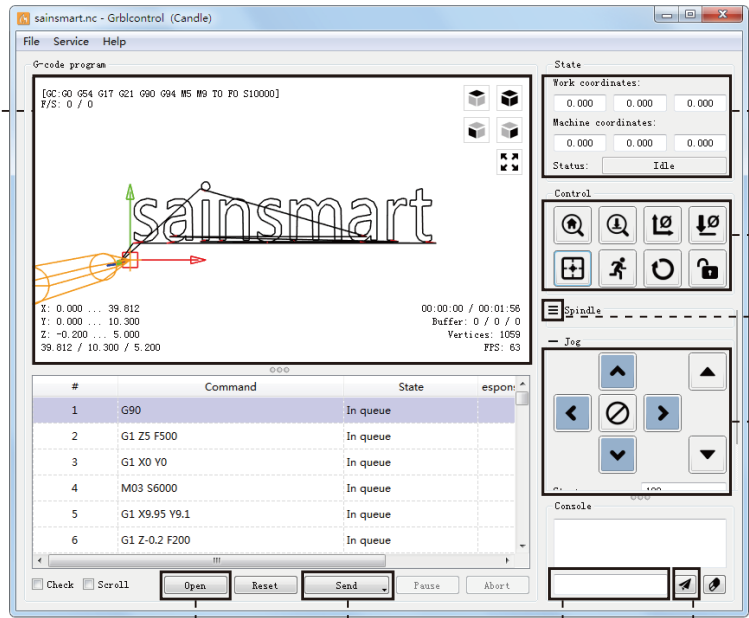 sainsmart.nc - Grblcontrol (Candle)
File Service Help
G-code program
[GC:G0 G54 G17 G21 G90 G94 M5 M9 T0 F0 S10000]
F/S: 0 / 0
sainsmart
X: 0.000 ... 39.812
Y: 0.000 ... 10.300
Z: -0.200 ... 5.000
39.812 / 10.300 / 5.200
00:00:00 / 00:01:56
Buffer: 0 / 0 / 0
Vertices: 1059
FPS: 63
# Command State espons
1 G90 In queue
2 G1 Z5 F500 In queue
3 G1 X0 Y0 In queue
4 M03 S6000 In queue
5 G1 X9.95 Y9.1 In queue
6 G1 Z-0.2 F200 In queue
Check Scroll Open Reset Send Pause Abort
State
Work coordinates:
0.000 0.000 0.000
Machine coordinates:
0.000 0.000 0.000
Status: Idle
Control
Spindle
Jog
Console